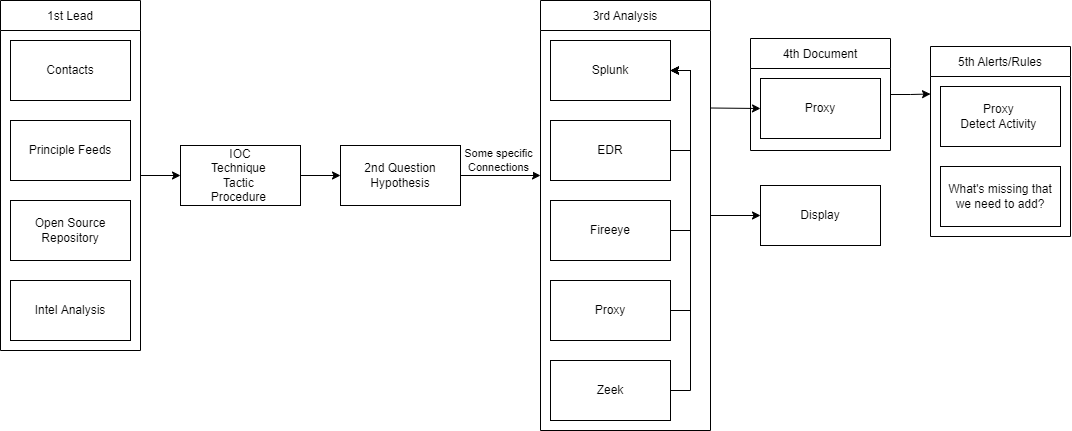 1st Lead
Contacts
Principle Feeds
Open Source
Repository
Intel Analysis
IOC
Technique
Tactic
Procedure
2nd Question
Hypothesis
Some specific
Connections
3rd Analysis
Splunk
EDR
Fireeye
Proxy
Zeek
4th Document
Proxy
Display
5th Alerts/Rules
Proxy
Detect Activity
What's missing that
we need to add?